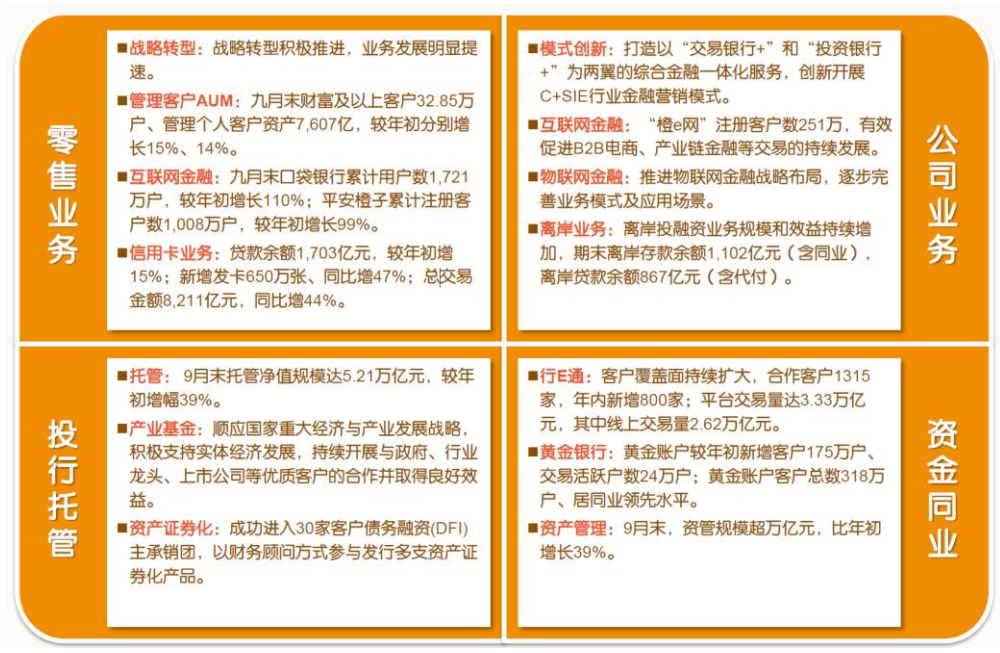 零售业务
■战略转型：战略转型积极推进，业务发展明显提
速。
■管理客户AUM：九月末财富及以上客户32.85万
户、管理个人客户资产7,607亿，较年初分别增
长15%、14%。
■互联网金融：九月末口袋银行累计用户数1,721
万户，较年初增长110%；平安橙子累计注册客
户数1,008万户，较年初增长99%。
■信用卡业务：贷款余额1,703亿元，较年初增
15%；新增发卡650万张、同比增47%；总交易
金额8,211亿元，同比增44%。
公司业务
■模式创新：打造以“交易银行+”和“投资银行
+”为两翼的综合金融一体化服务，创新开展
C+SIE行业金融营销模式。
■互联网金融：“橙e网”注册客户数251万，有效
促进B2B电商、产业链金融等交易的持续发展。
■物联网金融：推进物联网金融战略布局，逐步完
善业务模式及应用场景。
■离岸业务：离岸投融资业务规模和效益持续增
加，期末离岸存款余额1,102亿元（含同业），
离岸贷款余额867亿元（含代付）。
投行托管
■托管：9月末托管净值规模达5.21万亿元，较年
初增幅39%。
■产业基金：顺应国家重大经济与产业发展战略，
积极支持实体经济发展，持续开展与政府、行业
龙头、上市公司等优质客户的合作并取得良好效
益。
■资产证券化：成功进入30家客户债务融资(DFI)
主承销团，以财务顾问方式参与发行多支资产证
券化产品。
资金同业
■行E通：客户覆盖面持续扩大，合作客户1315
家，年内新增800家；平台交易量达3.33万亿
元，其中线上交易量2.62万亿元。
■黄金银行：黄金账户较年初新增客户175万户、
交易活跃户数24万户；黄金账户客户总数318万
户、居同业领先水平。
■资产管理：9月末，资管规模超万亿元，比年初
增长39%。